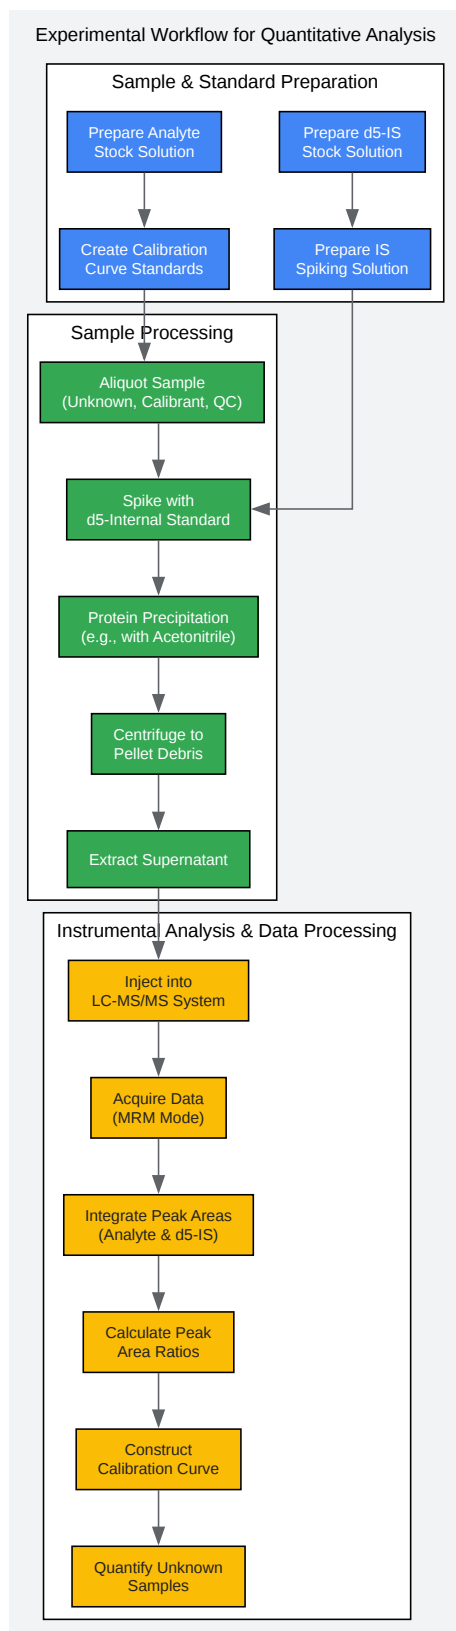 Experimental Workflow for Quantitative Analysis
Sample & Standard Preparation
Prepare Analyte
Stock Solution
Prepare d5-IS
Stock Solution
Create Calibration
Curve Standards
Prepare IS
Spiking Solution
Sample Processing
Aliquot Sample
(Unknown, Calibrant, QC)
Spike with
d5-Internal Standard
Protein Precipitation
(e.g., with Acetonitrile)
Centrifuge to
Pellet Debris
Extract Supernatant
Instrumental Analysis & Data Processing
Inject into
LC-MS/MS System
Acquire Data
(MRM Mode)
Integrate Peak Areas
(Analyte & d5-IS)
Calculate Peak
Area Ratios
Construct
Calibration Curve
Quantify Unknown
Samples